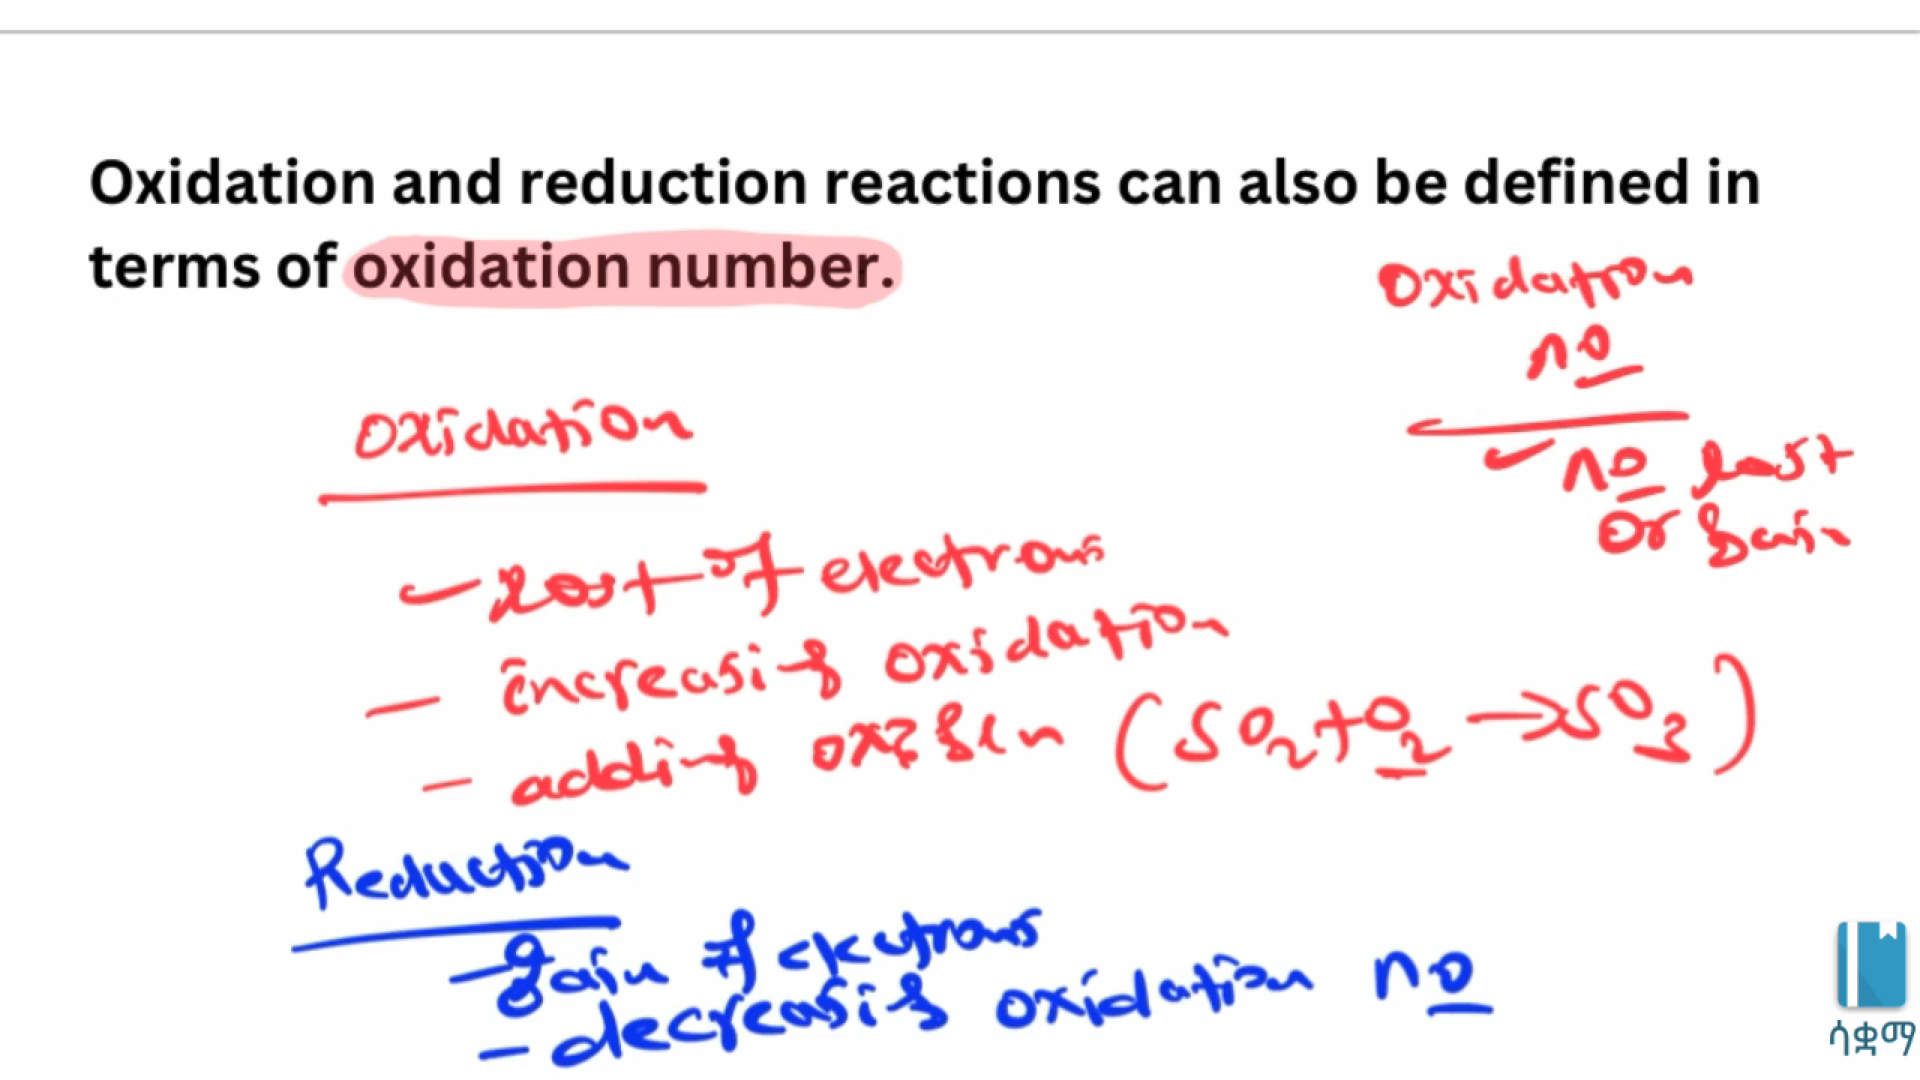 Oxidation and reduction reactions can also be defined in
terms of oxidation number.
oxidation
no
no lost
or gain
oxidation
- lost of electrons
- increasing oxidation
- adding oxygen (SO2+O2 →SO3)
Reduction
- gain of electrons
- decreasing oxidation no
ሳቋማ